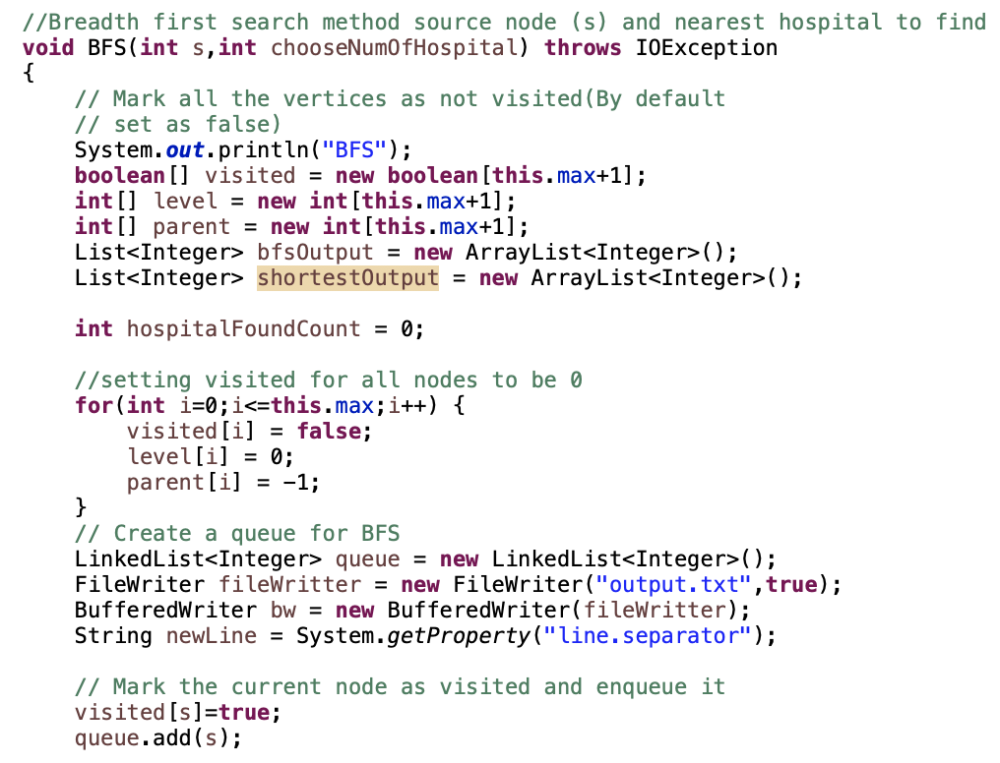 //Breadth first search method source node (s) and nearest hospital to find
void BFS(int s,int chooseNumOfHospital) throws IOException
{
    // Mark all the vertices as not visited(By default
    // set as false)
    System.out.println("BFS");
    boolean[] visited = new boolean[this.max+1];
    int[] level = new int[this.max+1];
    int[] parent = new int[this.max+1];
    List<Integer> bfsOutput = new ArrayList<Integer>();
    List<Integer> shortestOutput = new ArrayList<Integer>();

    int hospitalFoundCount = 0;

    //setting visited for all nodes to be 0
    for(int i=0;i<=this.max;i++) {
        visited[i] = false;
        level[i] = 0;
        parent[i] = -1;
    }
    // Create a queue for BFS
    LinkedList<Integer> queue = new LinkedList<Integer>();
    FileWriter fileWritter = new FileWriter("output.txt",true);
    BufferedWriter bw = new BufferedWriter(fileWritter);
    String newLine = System.getProperty("line.separator");

    // Mark the current node as visited and enqueue it
    visited[s]=true;
    queue.add(s);